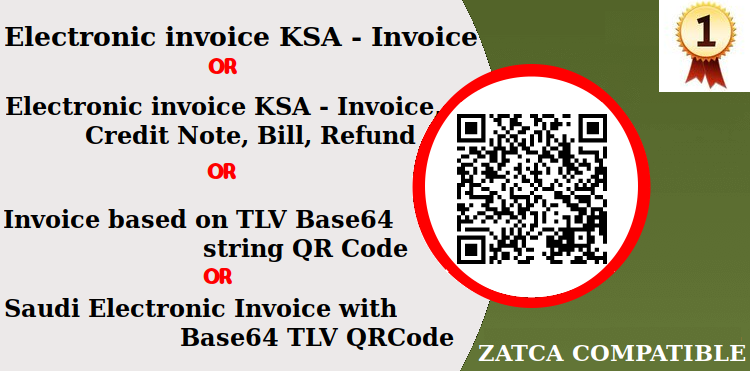 Electronic invoice KSA - Invoice
OR
Electronic invoice KSA - Invoice,
Credit Note, Bill, Refund
OR
Invoice based on TLV Base64
string QR Code
OR
Saudi Electronic Invoice with
Base64 TLV QRCode
1
ZATCA COMPATIBLE